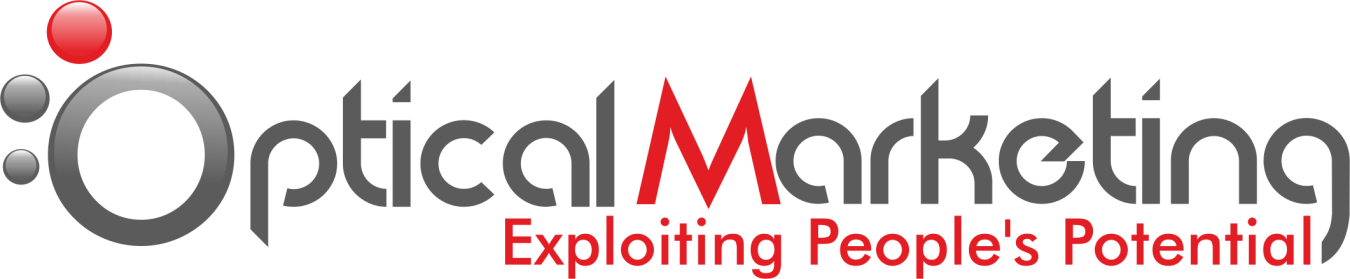 OpticalMarketing
Exploiting People's Potential